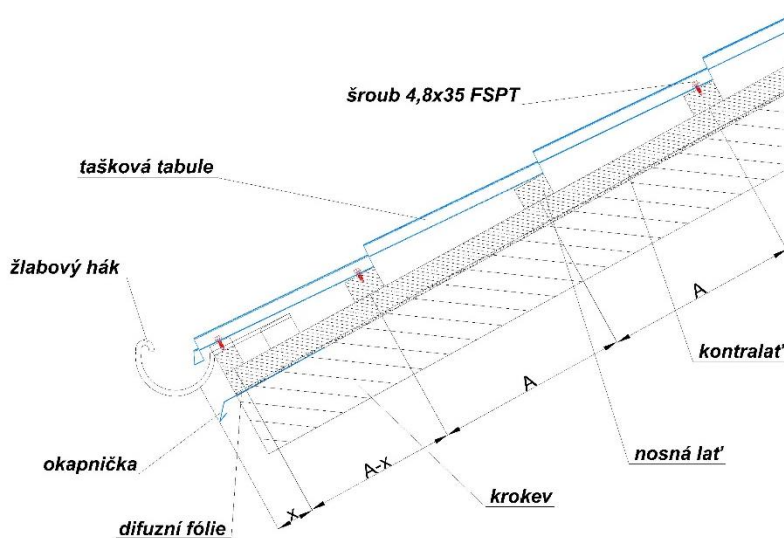 šroub 4,8x35 FSPT
tašková tabule
žlabový hák
A
kontralať
A
okapnička
nosná lať
A-x
krokev
x
difuzní fólie